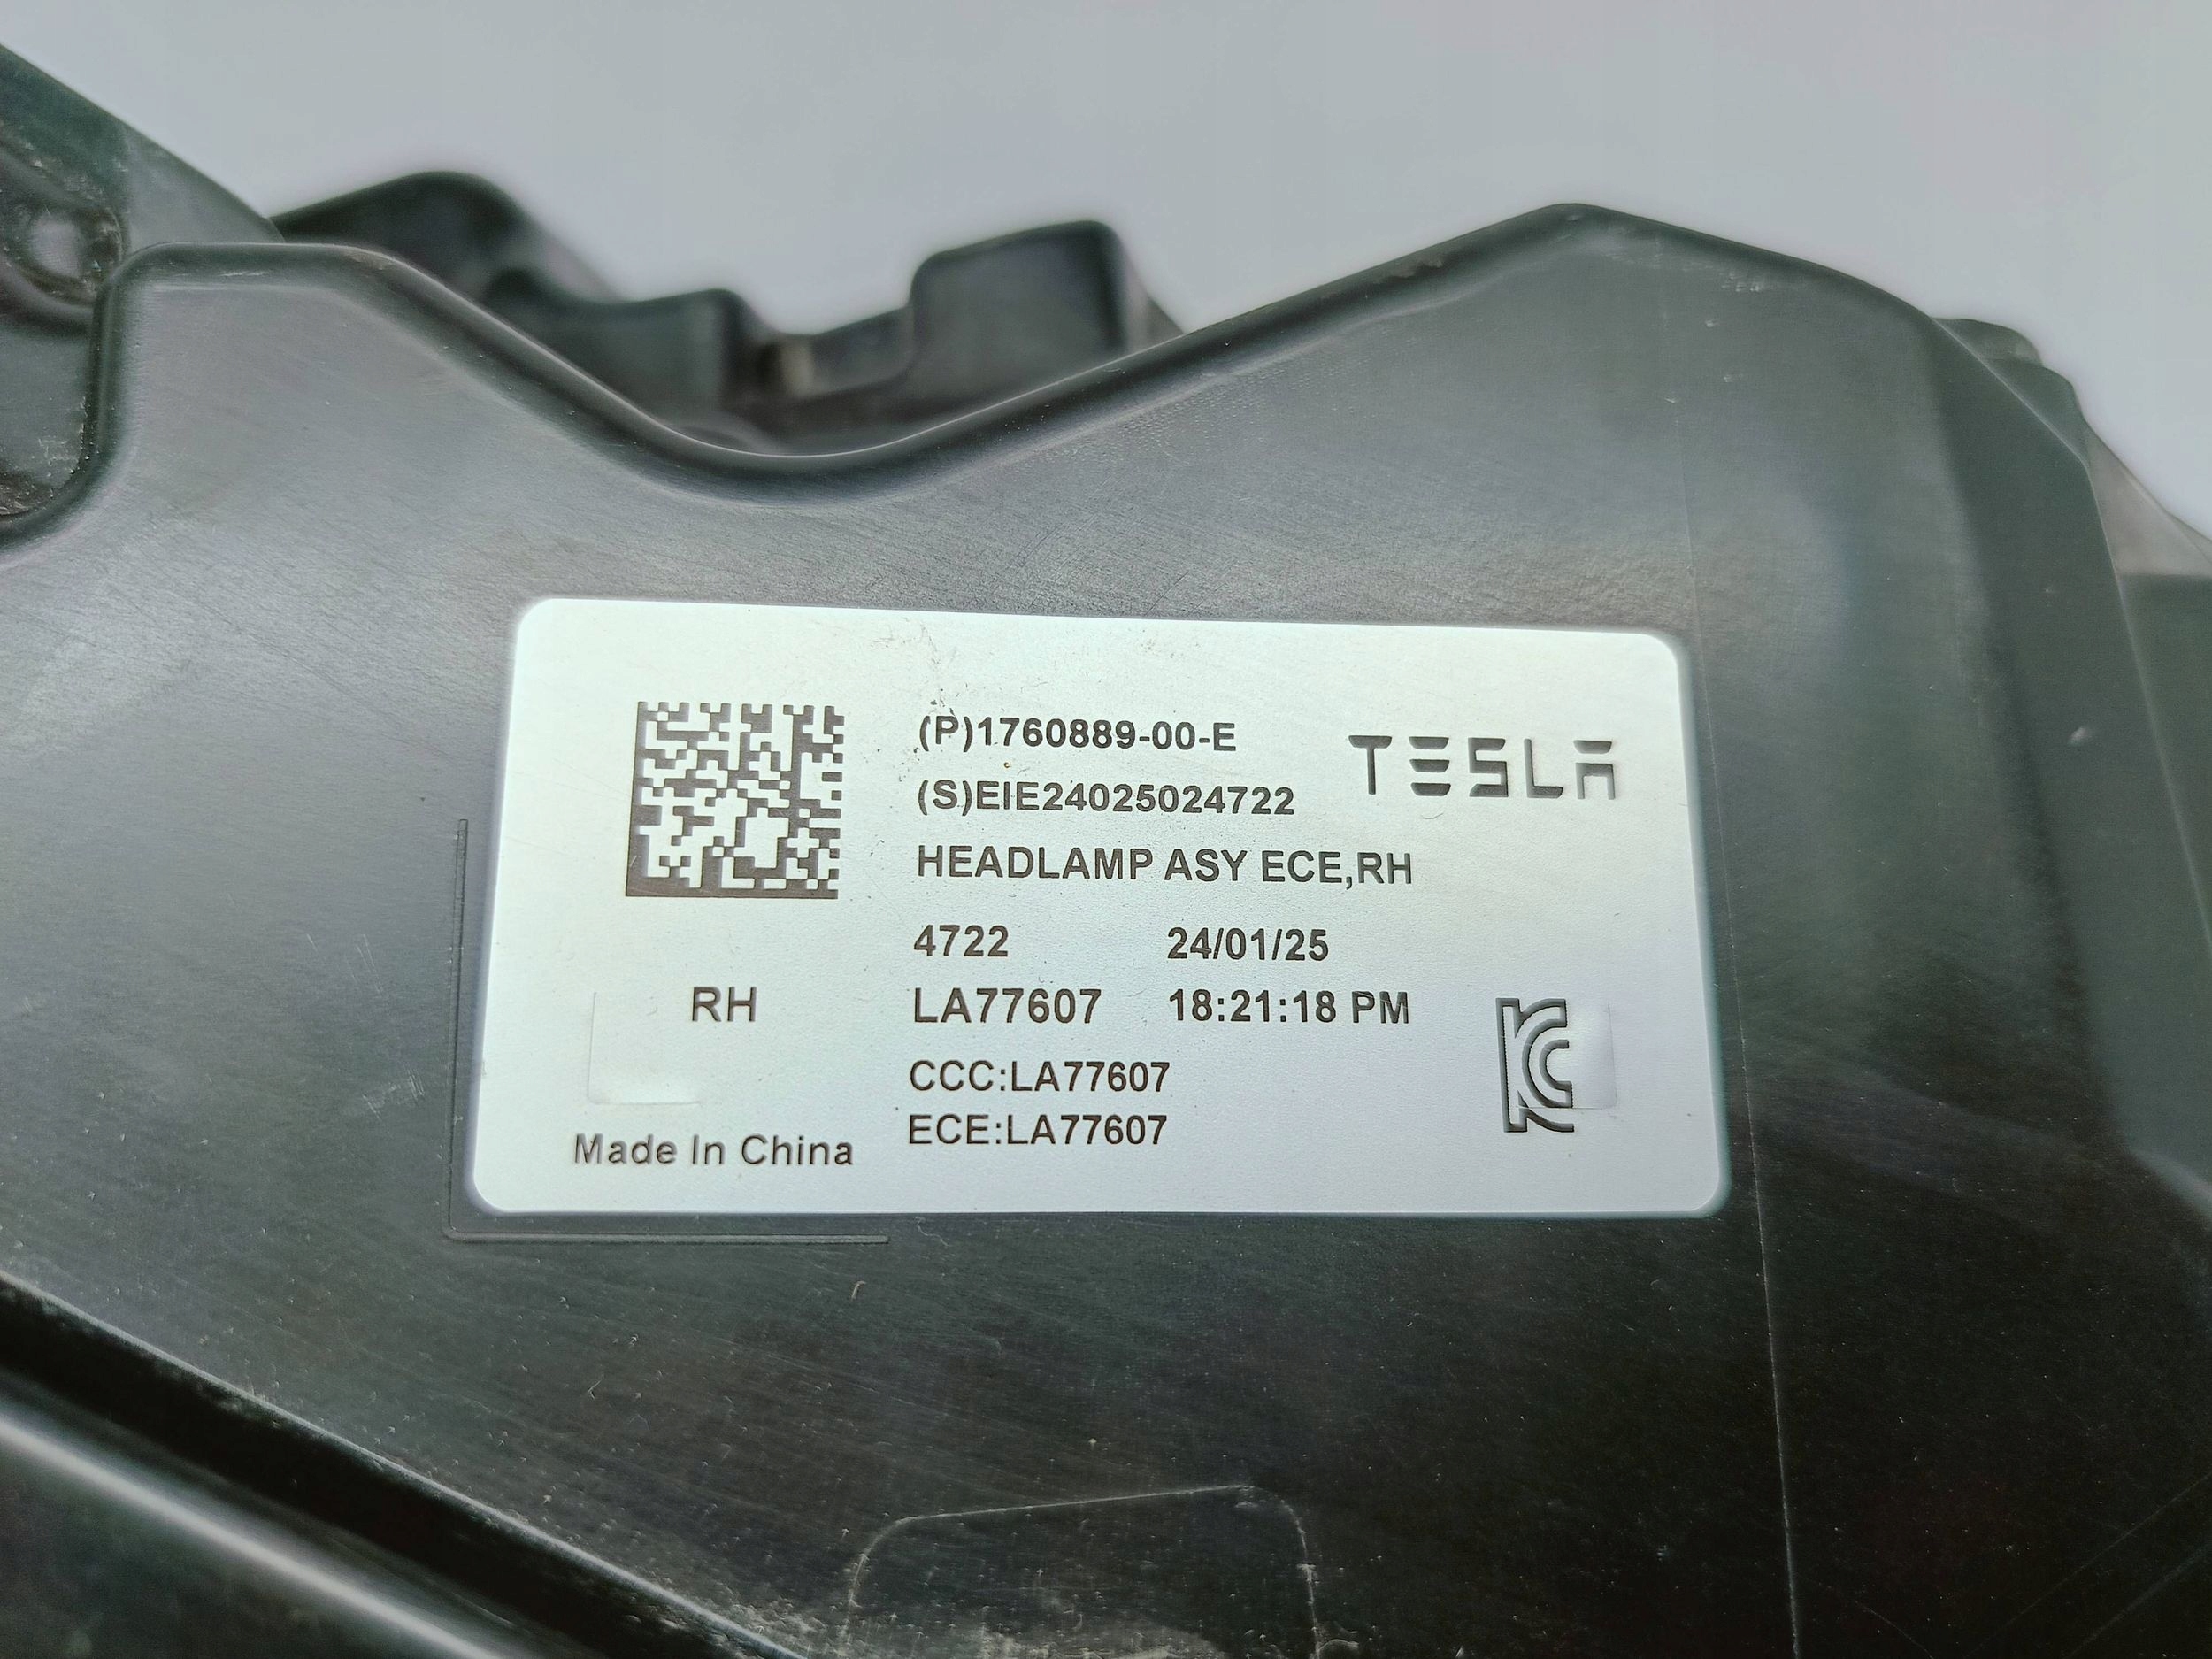 (P)1760889-00-E
TESLA
(S)EIE24025024722
HEADLAMP ASY ECE,RH
4722 24/01/25
RH LA77607 18:21:18 PM
CCC:LA77607
ECE:LA77607
Made In China
KC